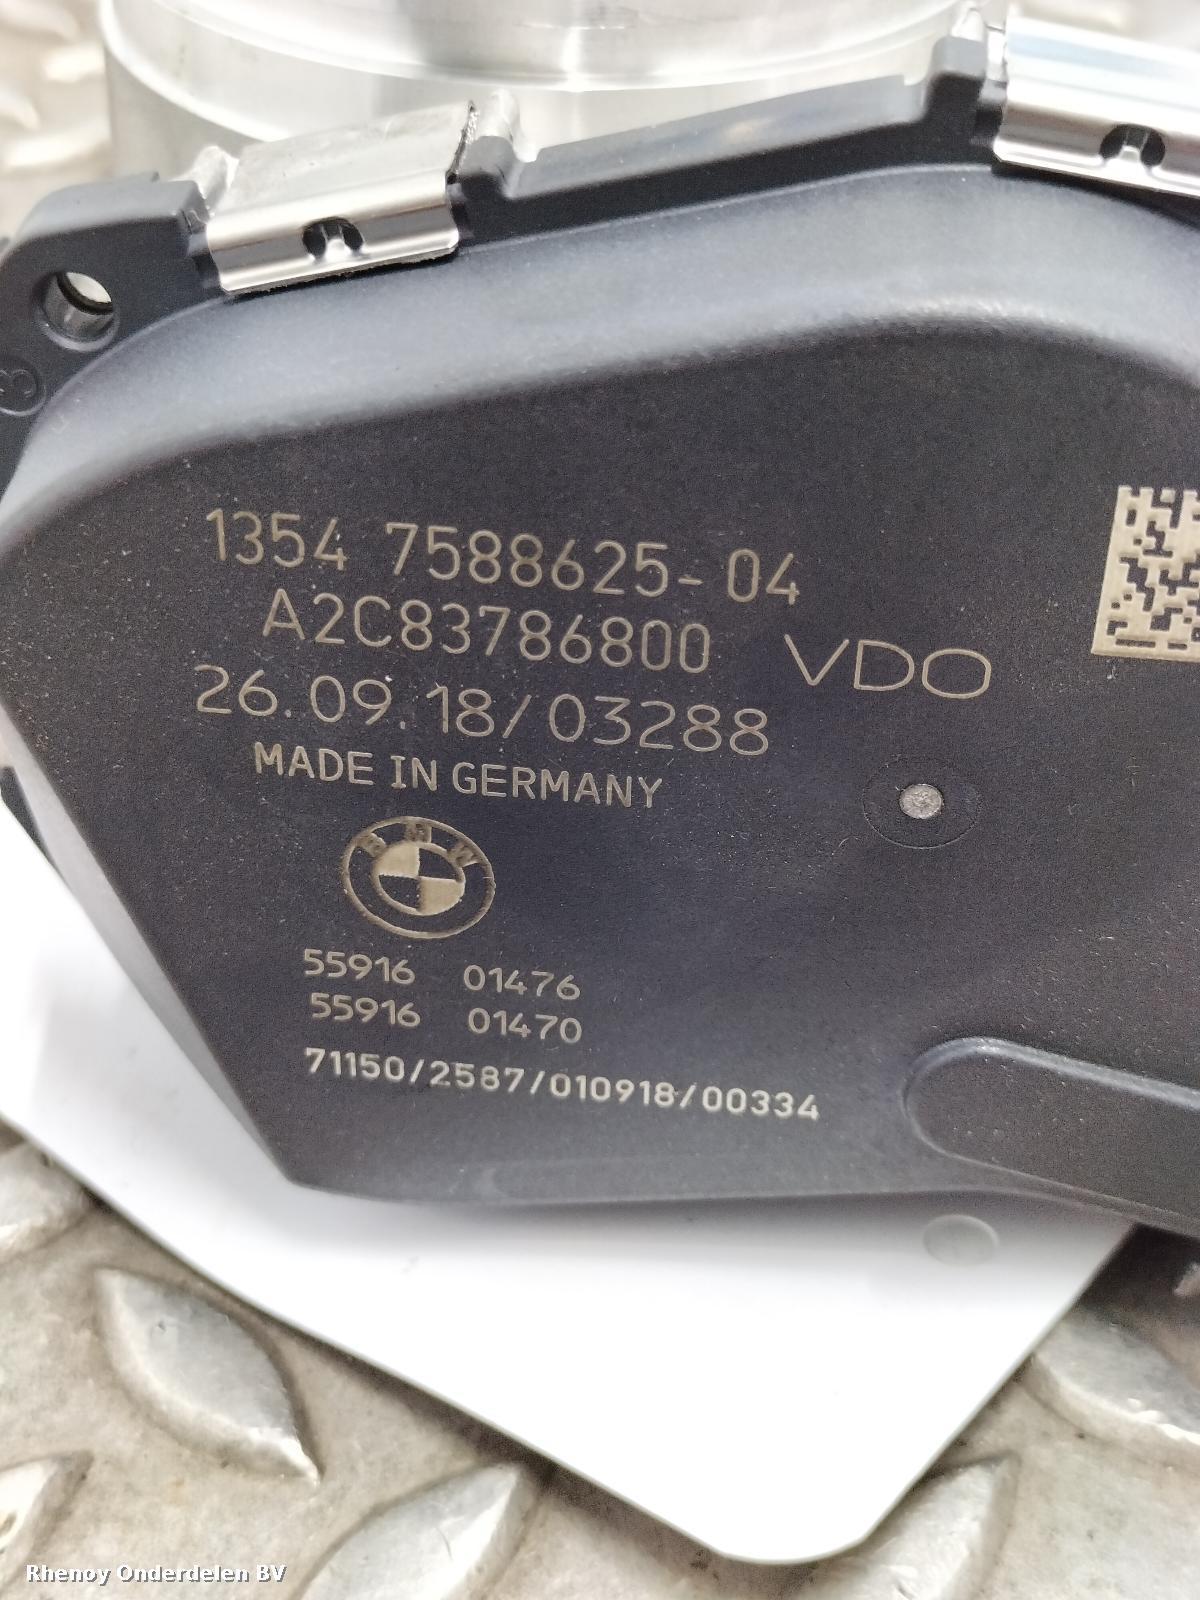 3
1354 7588625-04
A2C83786800
VDO
26.09.18/03288
MADE IN GERMANY
BMW
55916 01476
55916 01470
71150/2587/010918/00334
Rhenoy Onderdelen BV